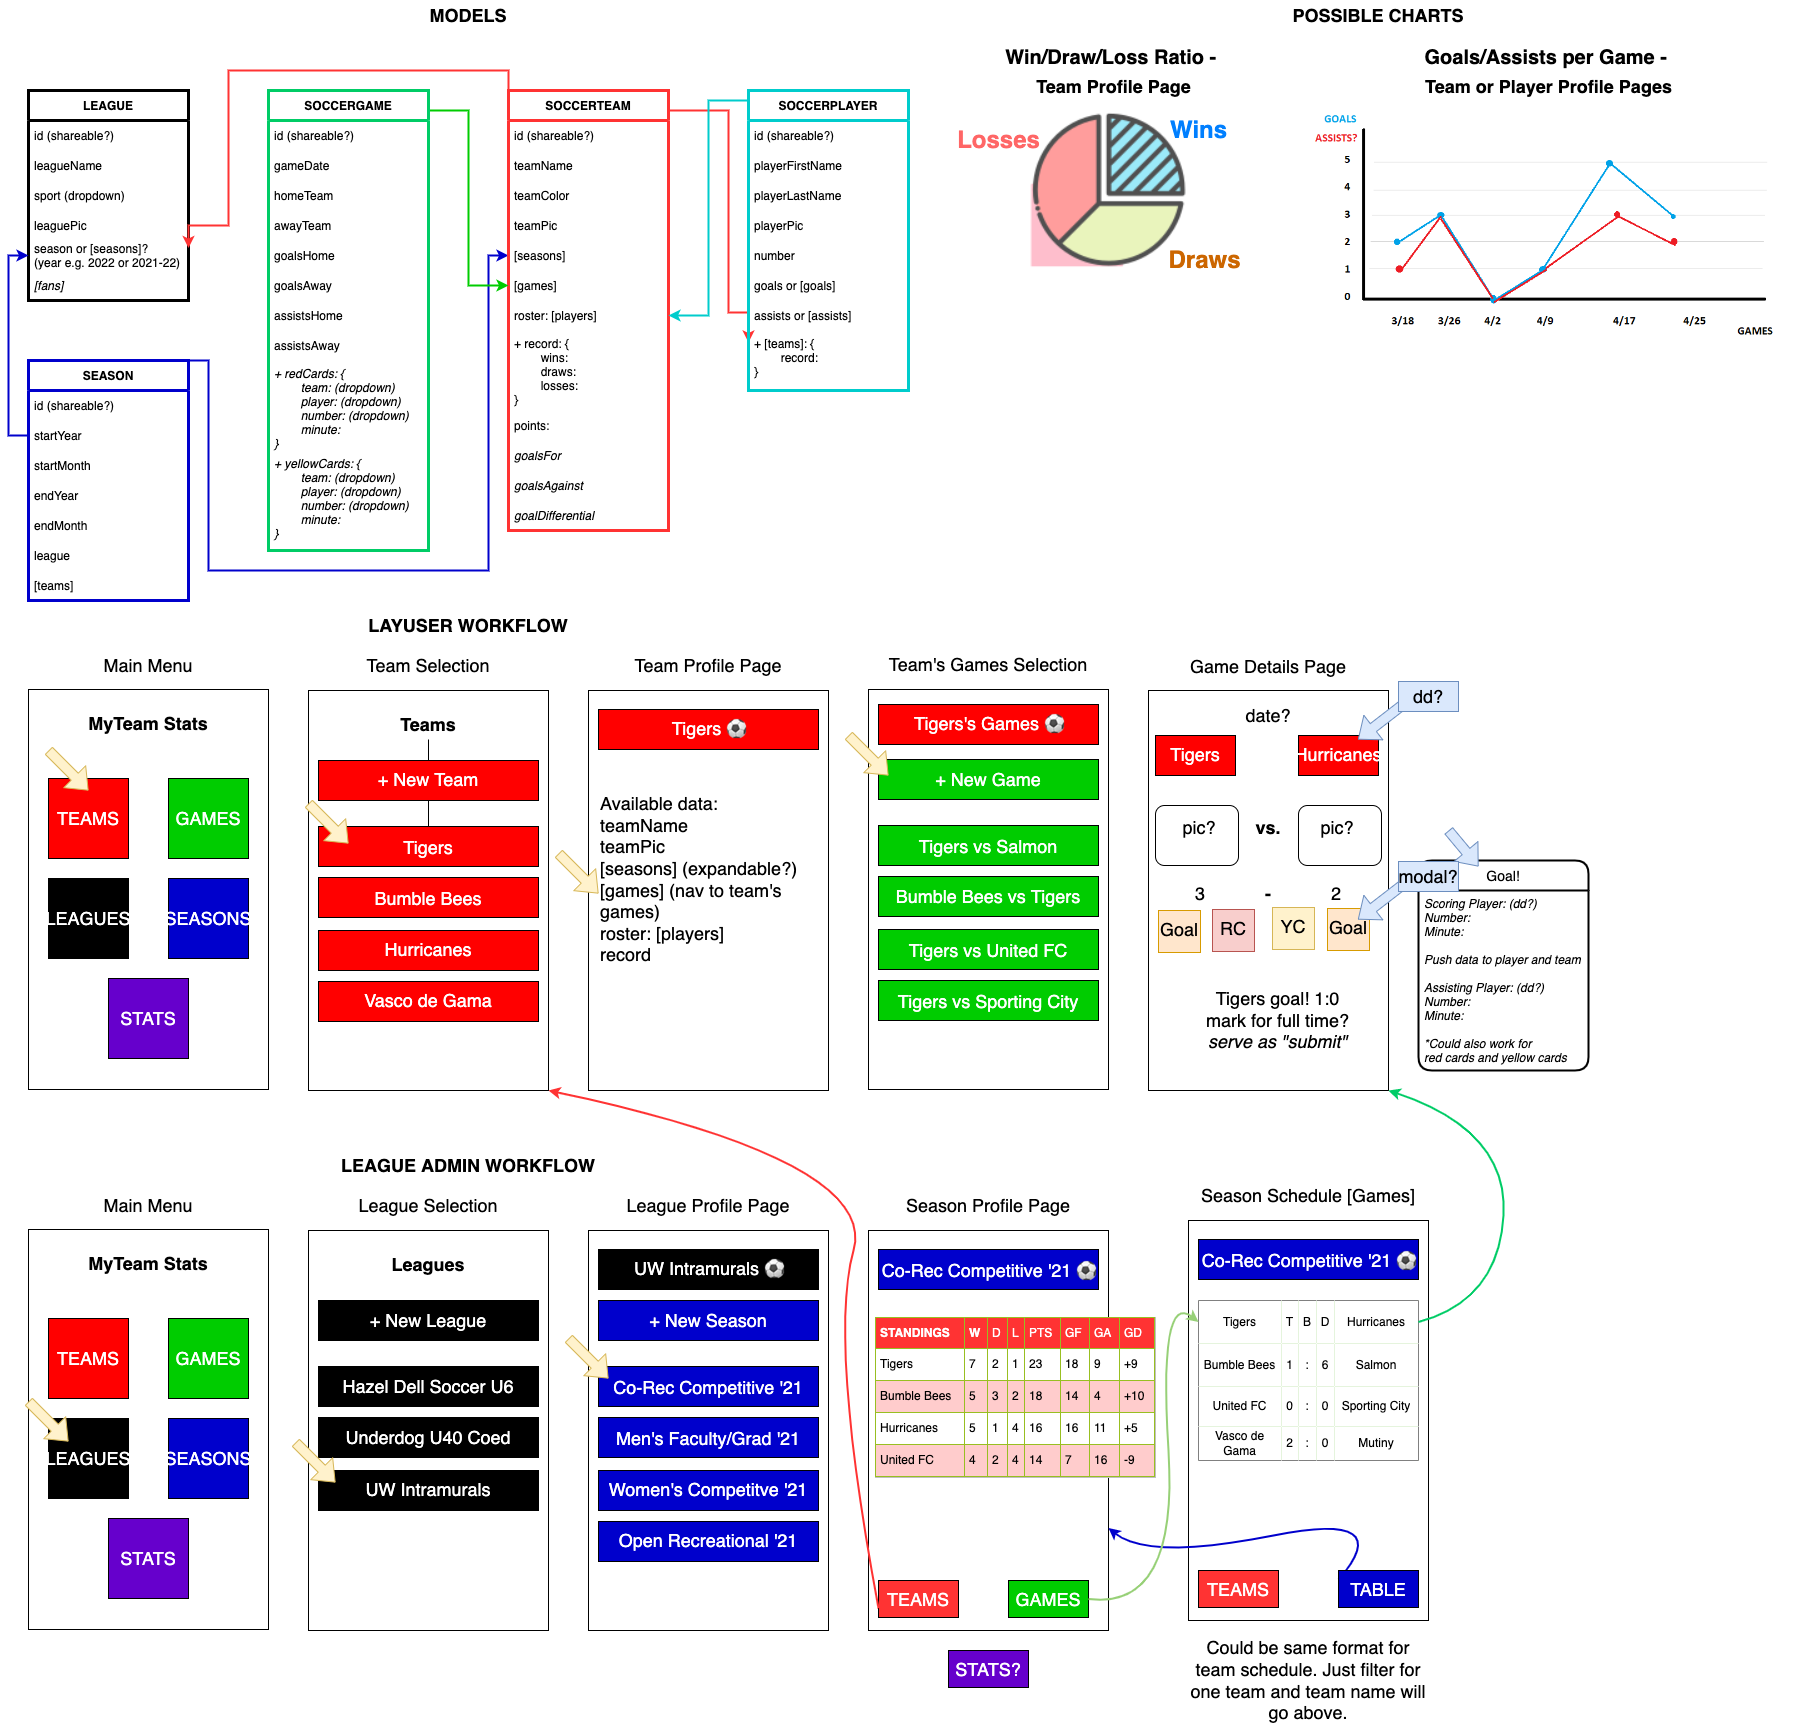 MODELS
LEAGUE
id (shareable?)
leagueName
sport (dropdown)
leaguePic
season or [seasons]?
(year e.g. 2022 or 2021-22)
[fans]
SEASON
id (shareable?)
startYear
startMonth
endYear
endMonth
league
[teams]
SOCCERGAME
id (shareable?)
gameDate
homeTeam
awayTeam
goalsHome
goalsAway
assistsHome
assistsAway
+ redCards: {
team: (dropdown)
player: (dropdown)
number: (dropdown)
minute:
}
+ yellowCards: {
team: (dropdown)
player: (dropdown)
number: (dropdown)
minute:
}
SOCCERTEAM
id (shareable?)
teamName
teamColor
teamPic
[seasons]
[games]
roster: [players]
+ record: {
wins:
draws:
losses:
}
points:
goalsFor
goalsAgainst
goalDifferential
SOCCERPLAYER
id (shareable?)
playerFirstName
playerLastName
playerPic
number
goals or [goals]
assists or [assists]
+ [teams]: {
record:
}
POSSIBLE CHARTS
Win/Draw/Loss Ratio -
Team Profile Page
Losses
Wins
Draws
Goals/Assists per Game -
Team or Player Profile Pages
GOALS
ASSISTS?
5
4
3
2
1
0
3/18 3/26 4/2 4/9 4/17 4/25
GAMES
LAYUSER WORKFLOW
Main Menu
MyTeam Stats
TEAMS
GAMES
LEAGUES
SEASONS
STATS
Team Selection
Teams
+ New Team
Tigers
Bumble Bees
Hurricanes
Vasco de Gama
Team Profile Page
Tigers
Available data:
teamName
teamPic
[seasons] (expandable?)
[games] (nav to team's
games)
roster: [players]
record
Team's Games Selection
Tigers's Games
+ New Game
Tigers vs Salmon
Bumble Bees vs Tigers
Tigers vs United FC
Tigers vs Sporting City
Game Details Page
dd?
date?
Tigers
Hurricanes
pic?
vs.
pic?
3 - 2
Goal
RC
YC
Goal
Tigers goal! 1:0
mark for full time?
serve as "submit"
modal?
Goal!
Scoring Player: (dd?)
Number:
Minute:
Push data to player and team
Assisting Player: (dd?)
Number:
Minute:
*Could also work for
red cards and yellow cards
LEAGUE ADMIN WORKFLOW
Main Menu
MyTeam Stats
TEAMS
GAMES
LEAGUES
SEASONS
STATS
League Selection
Leagues
+ New League
Hazel Dell Soccer U6
Underdog U40 Coed
UW Intramurals
League Profile Page
UW Intramurals
+ New Season
Co-Rec Competitive '21
Men's Faculty/Grad '21
Women's Competitve '21
Open Recreational '21
Season Profile Page
Co-Rec Competitive '21
STANDINGS W D L PTS GF GA GD
Tigers 7 2 1 23 18 9 +9
Bumble Bees 5 3 2 18 14 4 +10
Hurricanes 5 1 4 16 16 11 +5
United FC 4 2 4 14 7 16 -9
TEAMS
GAMES
STATS?
Season Schedule [Games]
Co-Rec Competitive '21
Tigers T B D Hurricanes
Bumble Bees 1 : 6 Salmon
United FC 0 : 0 Sporting City
Vasco de
Gama 2 : 0 Mutiny
TEAMS
TABLE
Could be same format for
team schedule. Just filter for
one team and team name will
go above.